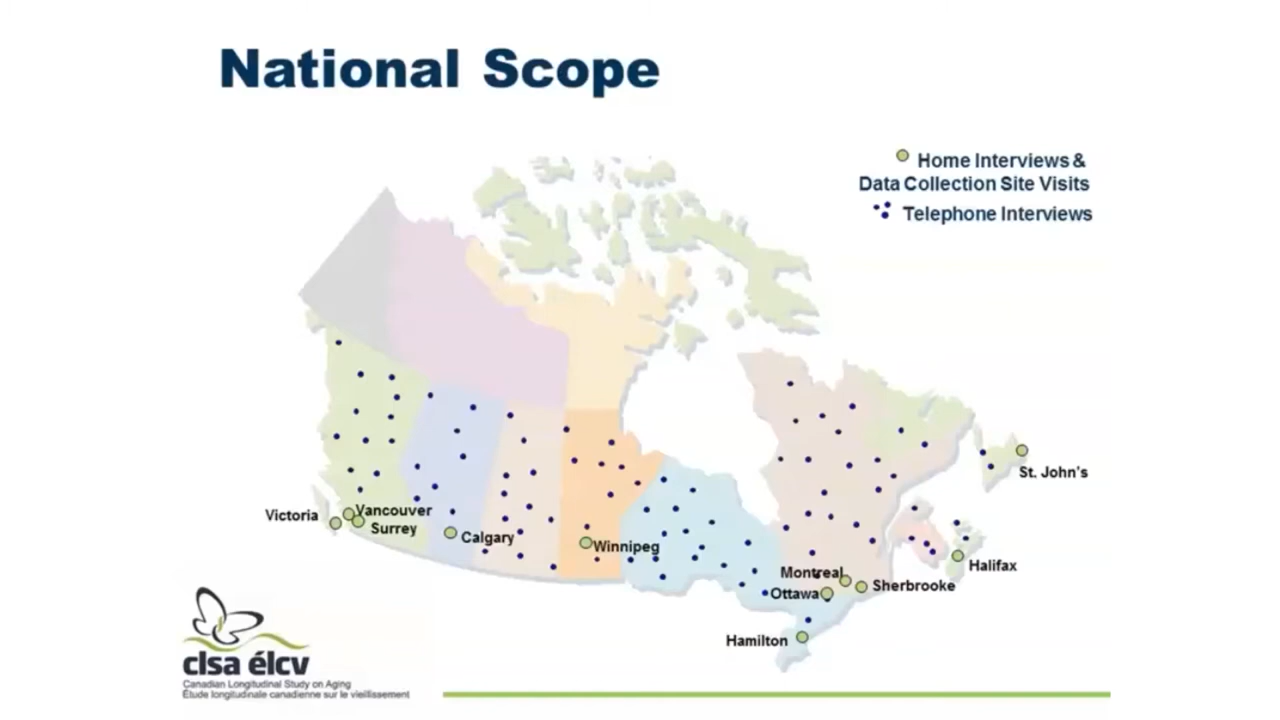 National Scope
Home Interviews &
Data Collection Site Visits
Telephone Interviews
St. John's
Victoria
Vancouver
Surrey
Calgary
Winnipeg
Halifax
Montreal
Sherbrooke
Ottawa
Hamilton
clsa élcv
Canadian Longitudinal Study on Aging
Étude longitudinale canadienne sur le vieillissement